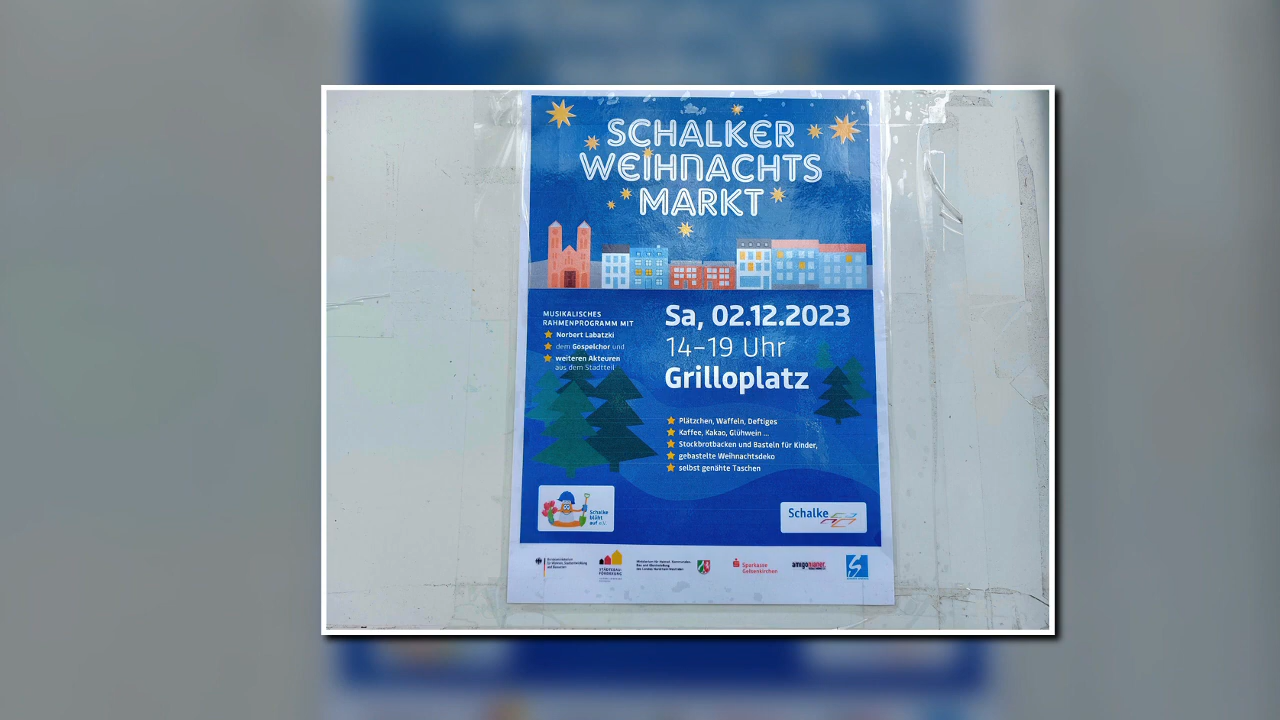 SCHALKER
WEIHNACHTS
MARKT
MUSIKALISCHES
RAHMENPROGRAMM MIT
Norbert Labatzki
dem Gospelchor und
weiteren Akteuren
aus dem Stadtteil
Sa, 02.12.2023
14–19 Uhr
Grilloplatz
Plätzchen, Waffeln, Deftiges
Kaffee, Kakao, Glühwein ...
Stockbrotbacken und Basteln für Kinder,
gebastelte Weihnachtsdeko
selbst genähte Taschen
Schalke
blüht
auf e.V.
Schalke
STÄDTEBAU-
FÖRDERUNG
Sparkasse
Gelsenkirchen